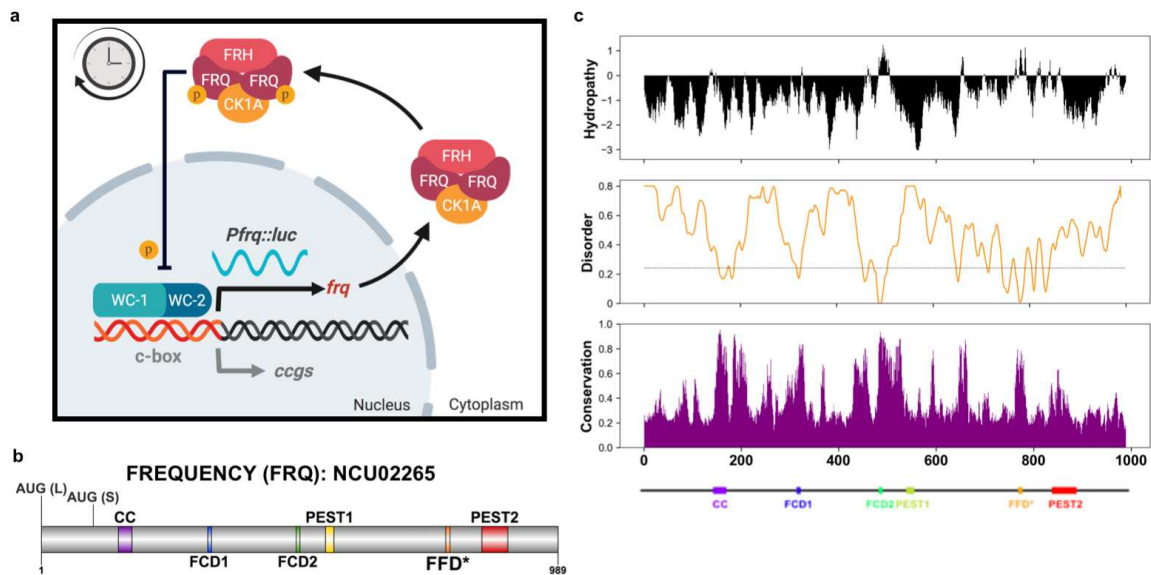 a
FRH
FRQ FRQ
p CK1A p
FRH
FRQ FRQ
CK1A
p
Pfrq::luc
WC-1 WC-2
frq
c-box
ccgs
Nucleus Cytoplasm
b
FREQUENCY (FRQ): NCU02265
AUG (L)
AUG (S)
CC PEST1 PEST2
FCD1 FCD2 FFD*
1 989
c
Hydropathy
1
0
−1
−2
−3
Disorder
0.8
0.6
0.4
0.2
0.0
Conservation
1.0
0.8
0.6
0.4
0.2
0.0
0 200 400 600 800 1000
CC FCD1 FCD2 PEST1 FFD* PEST2